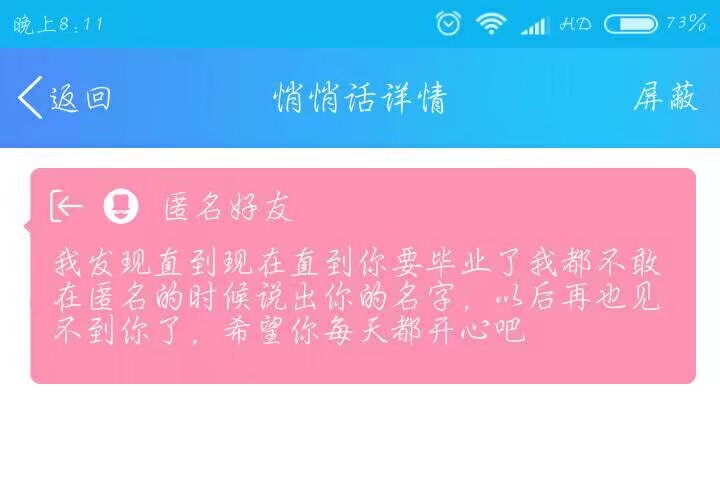 晚上8:11 HD 73%
返回 悄悄话详情 屏蔽
匿名好友
我发现直到现在直到你要毕业了我都不敢
在匿名的时候说出你的名字，以后再也见
不到你了，希望你每天都开心吧